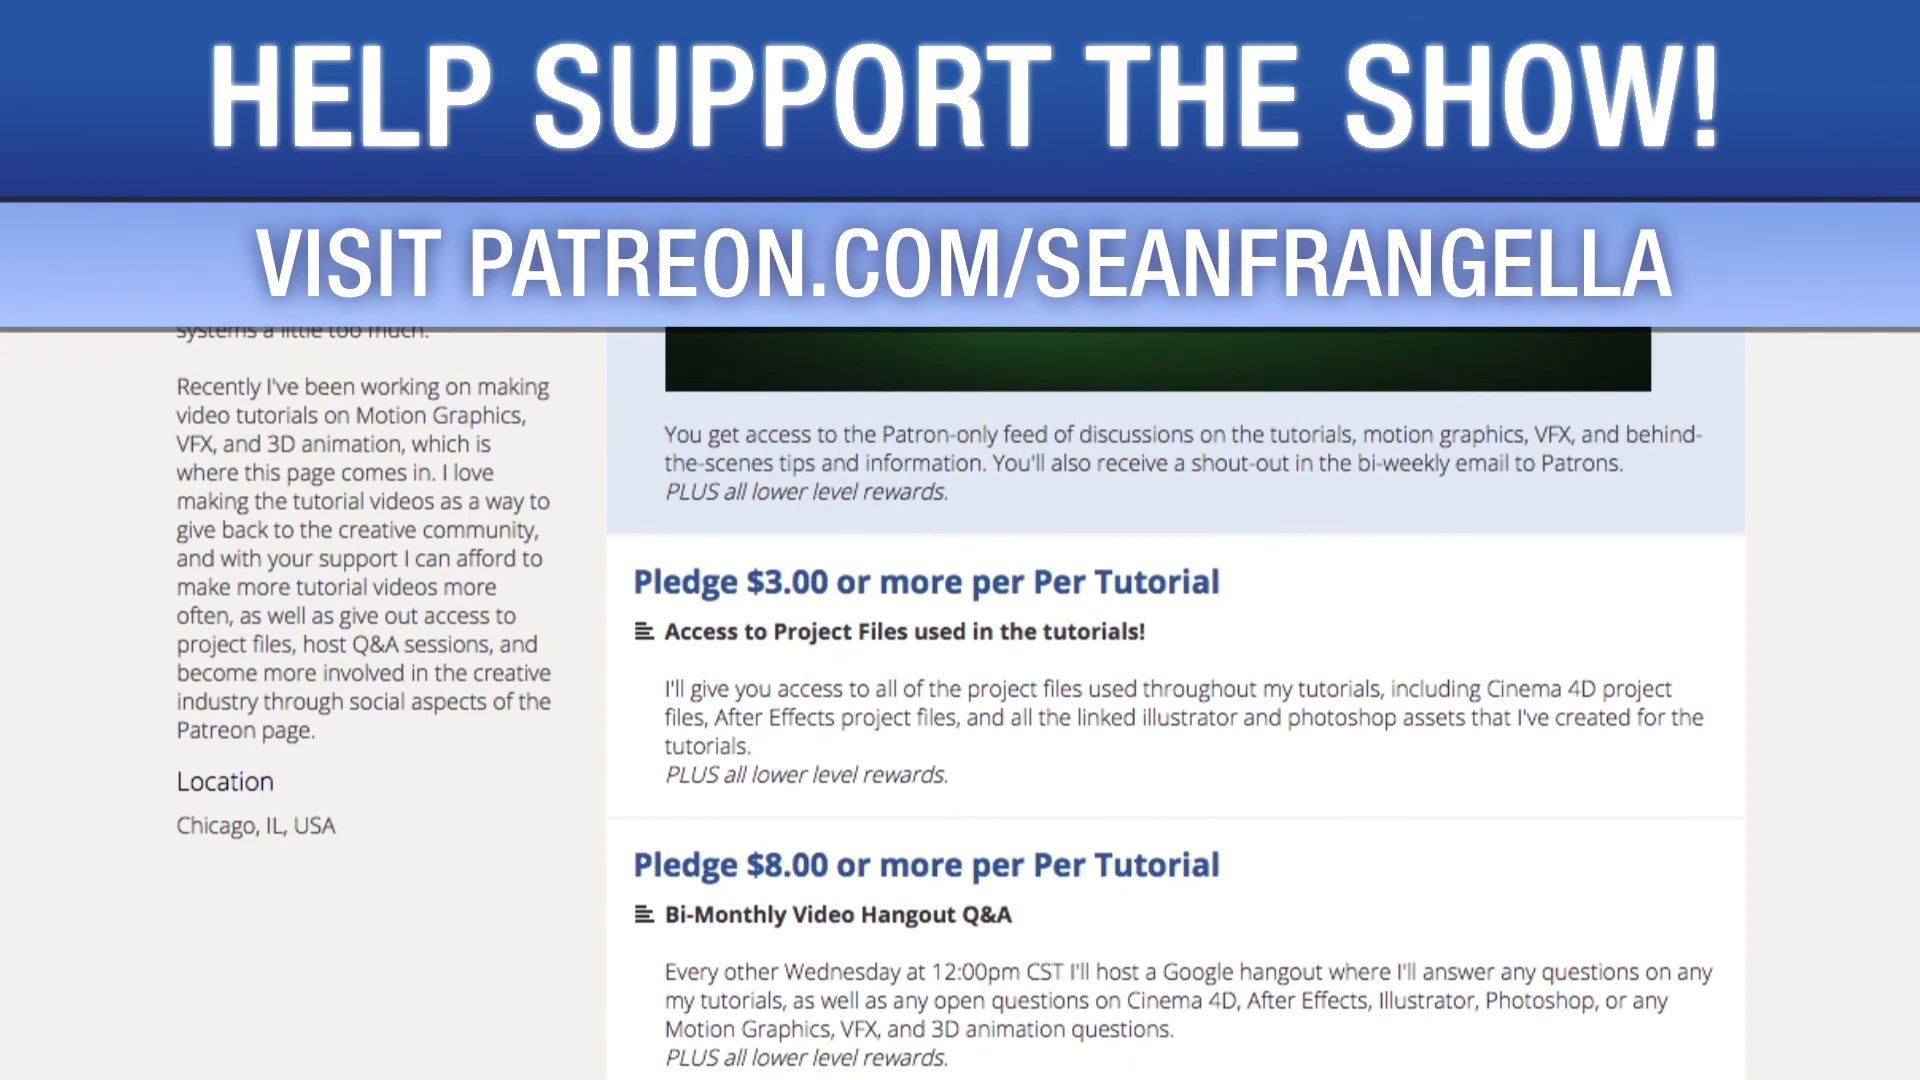 HELP SUPPORT THE SHOW!
VISIT PATREON.COM/SEANFRANGELLA
systems a little too much.
Recently I've been working on making
video tutorials on Motion Graphics,
VFX, and 3D animation, which is
where this page comes in. I love
making the tutorial videos as a way to
give back to the creative community,
and with your support I can afford to
make more tutorial videos more
often, as well as give out access to
project files, host Q&A sessions, and
become more involved in the creative
industry through social aspects of the
Patreon page.
Location
Chicago, IL, USA
You get access to the Patron-only feed of discussions on the tutorials, motion graphics, VFX, and behind-
the-scenes tips and information. You'll also receive a shout-out in the bi-weekly email to Patrons.
PLUS all lower level rewards.
Pledge $3.00 or more per Per Tutorial
Access to Project Files used in the tutorials!
I'll give you access to all of the project files used throughout my tutorials, including Cinema 4D project
files, After Effects project files, and all the linked illustrator and photoshop assets that I've created for the
tutorials.
PLUS all lower level rewards.
Pledge $8.00 or more per Per Tutorial
Bi-Monthly Video Hangout Q&A
Every other Wednesday at 12:00pm CST I'll host a Google hangout where I'll answer any questions on any
my tutorials, as well as any open questions on Cinema 4D, After Effects, Illustrator, Photoshop, or any
Motion Graphics, VFX, and 3D animation questions.
PLUS all lower level rewards.